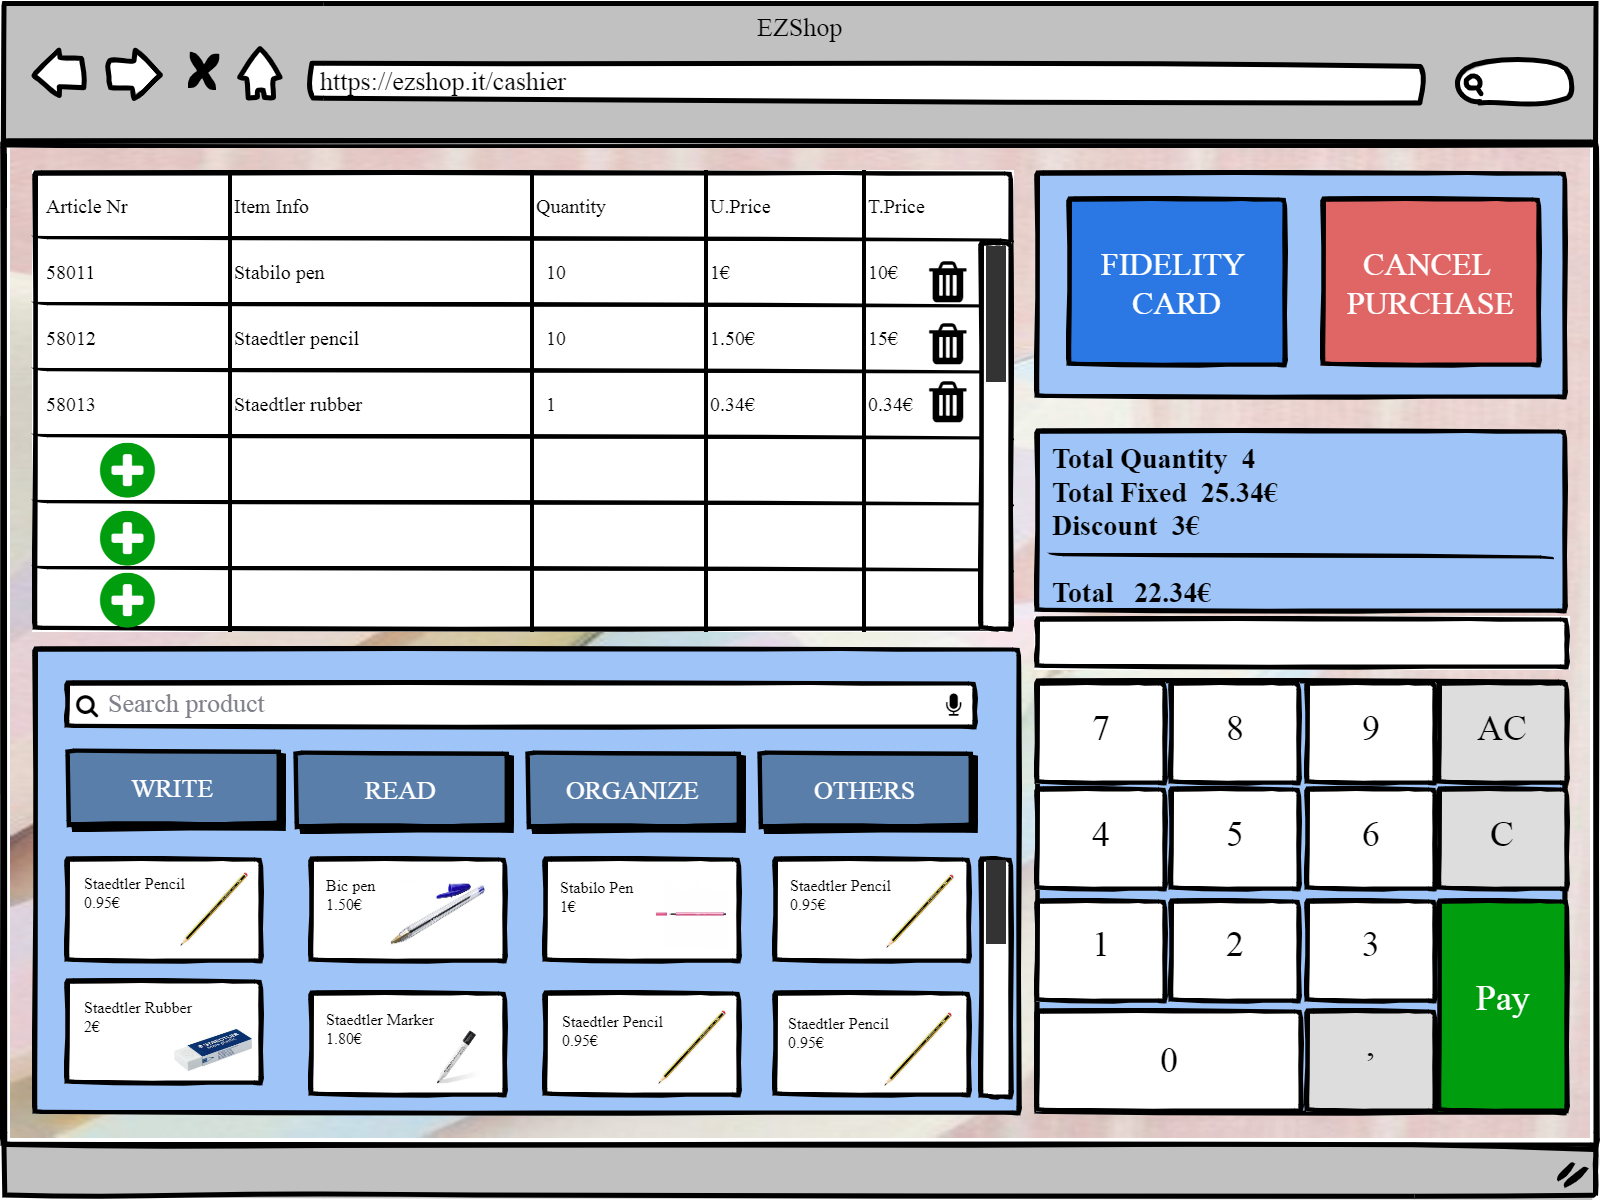 EZShop
https://ezshop.it/cashier
Article Nr Item Info Quantity U.Price T.Price
58011 Stabilo pen 10 1€ 10€
58012 Staedtler pencil 10 1.50€ 15€
58013 Staedtler rubber 1 0.34€ 0.34€
FIDELITY
CARD
CANCEL
PURCHASE
Total Quantity 4
Total Fixed 25.34€
Discount 3€
Total 22.34€
Search product
WRITE READ ORGANIZE OTHERS
Staedtler Pencil
0.95€
Bic pen
1.50€
Stabilo Pen
1€
Staedtler Pencil
0.95€
Staedtler Rubber
2€
Staedtler Marker
1.80€
Staedtler Pencil
0.95€
Staedtler Pencil
0.95€
7 8 9 AC
4 5 6 C
1 2 3
Pay
0 ,
STAEDTLER